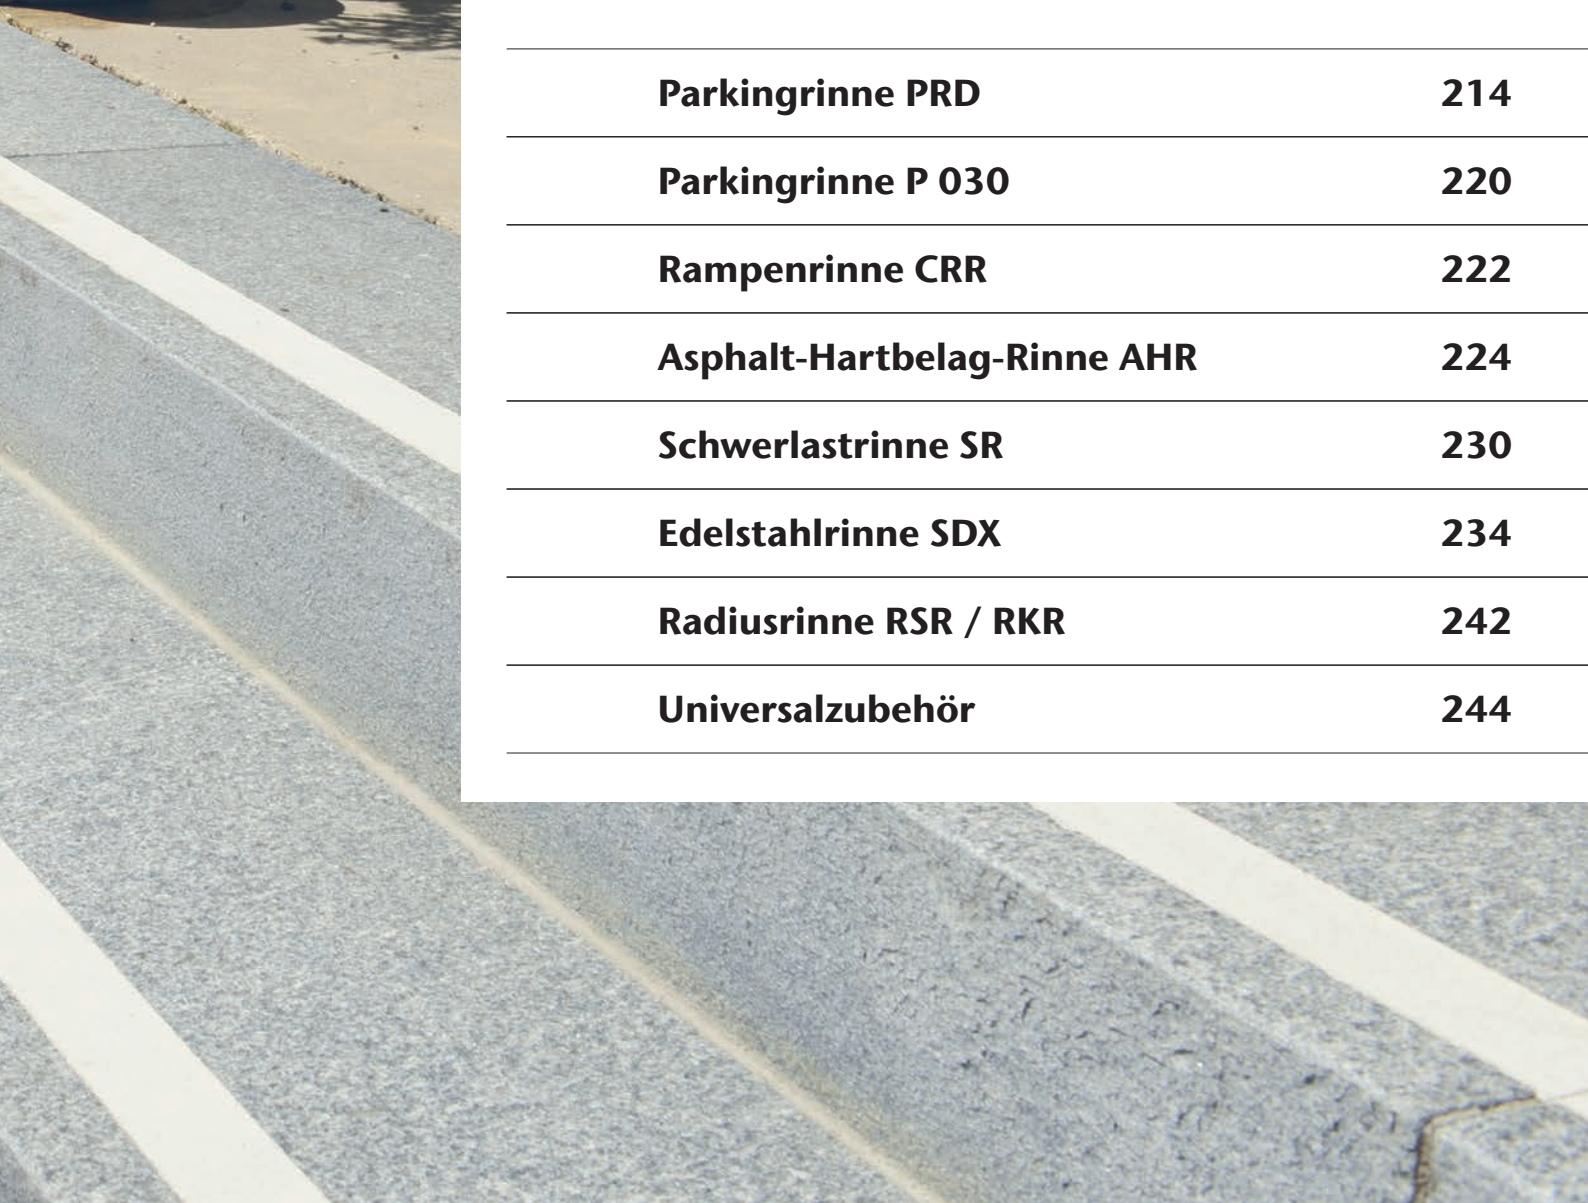 Parkingrinne PRD 214
Parkingrinne P 030 220
Rampenrinne CRR 222
Asphalt-Hartbelag-Rinne AHR 224
Schwerlastrinne SR 230
Edelstahlrinne SDX 234
Radiusrinne RSR / RKR 242
Universalzubehör 244